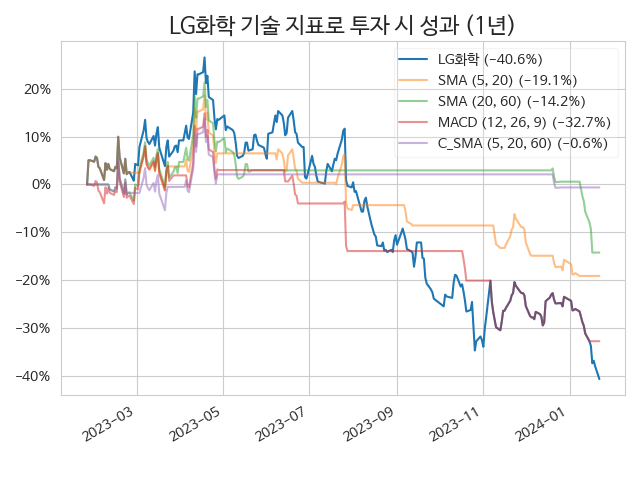 LG화학 기술 지표로 투자 시 성과 (1년)
LG화학 (−40.6%)
SMA (5, 20) (−19.1%)
SMA (20, 60) (−14.2%)
MACD (12, 26, 9) (−32.7%)
C_SMA (5, 20, 60) (−0.6%)
20%
10%
0%
−10%
−20%
−30%
−40%
2023−03
2023−05
2023−07
2023−09
2023−11
2024−01